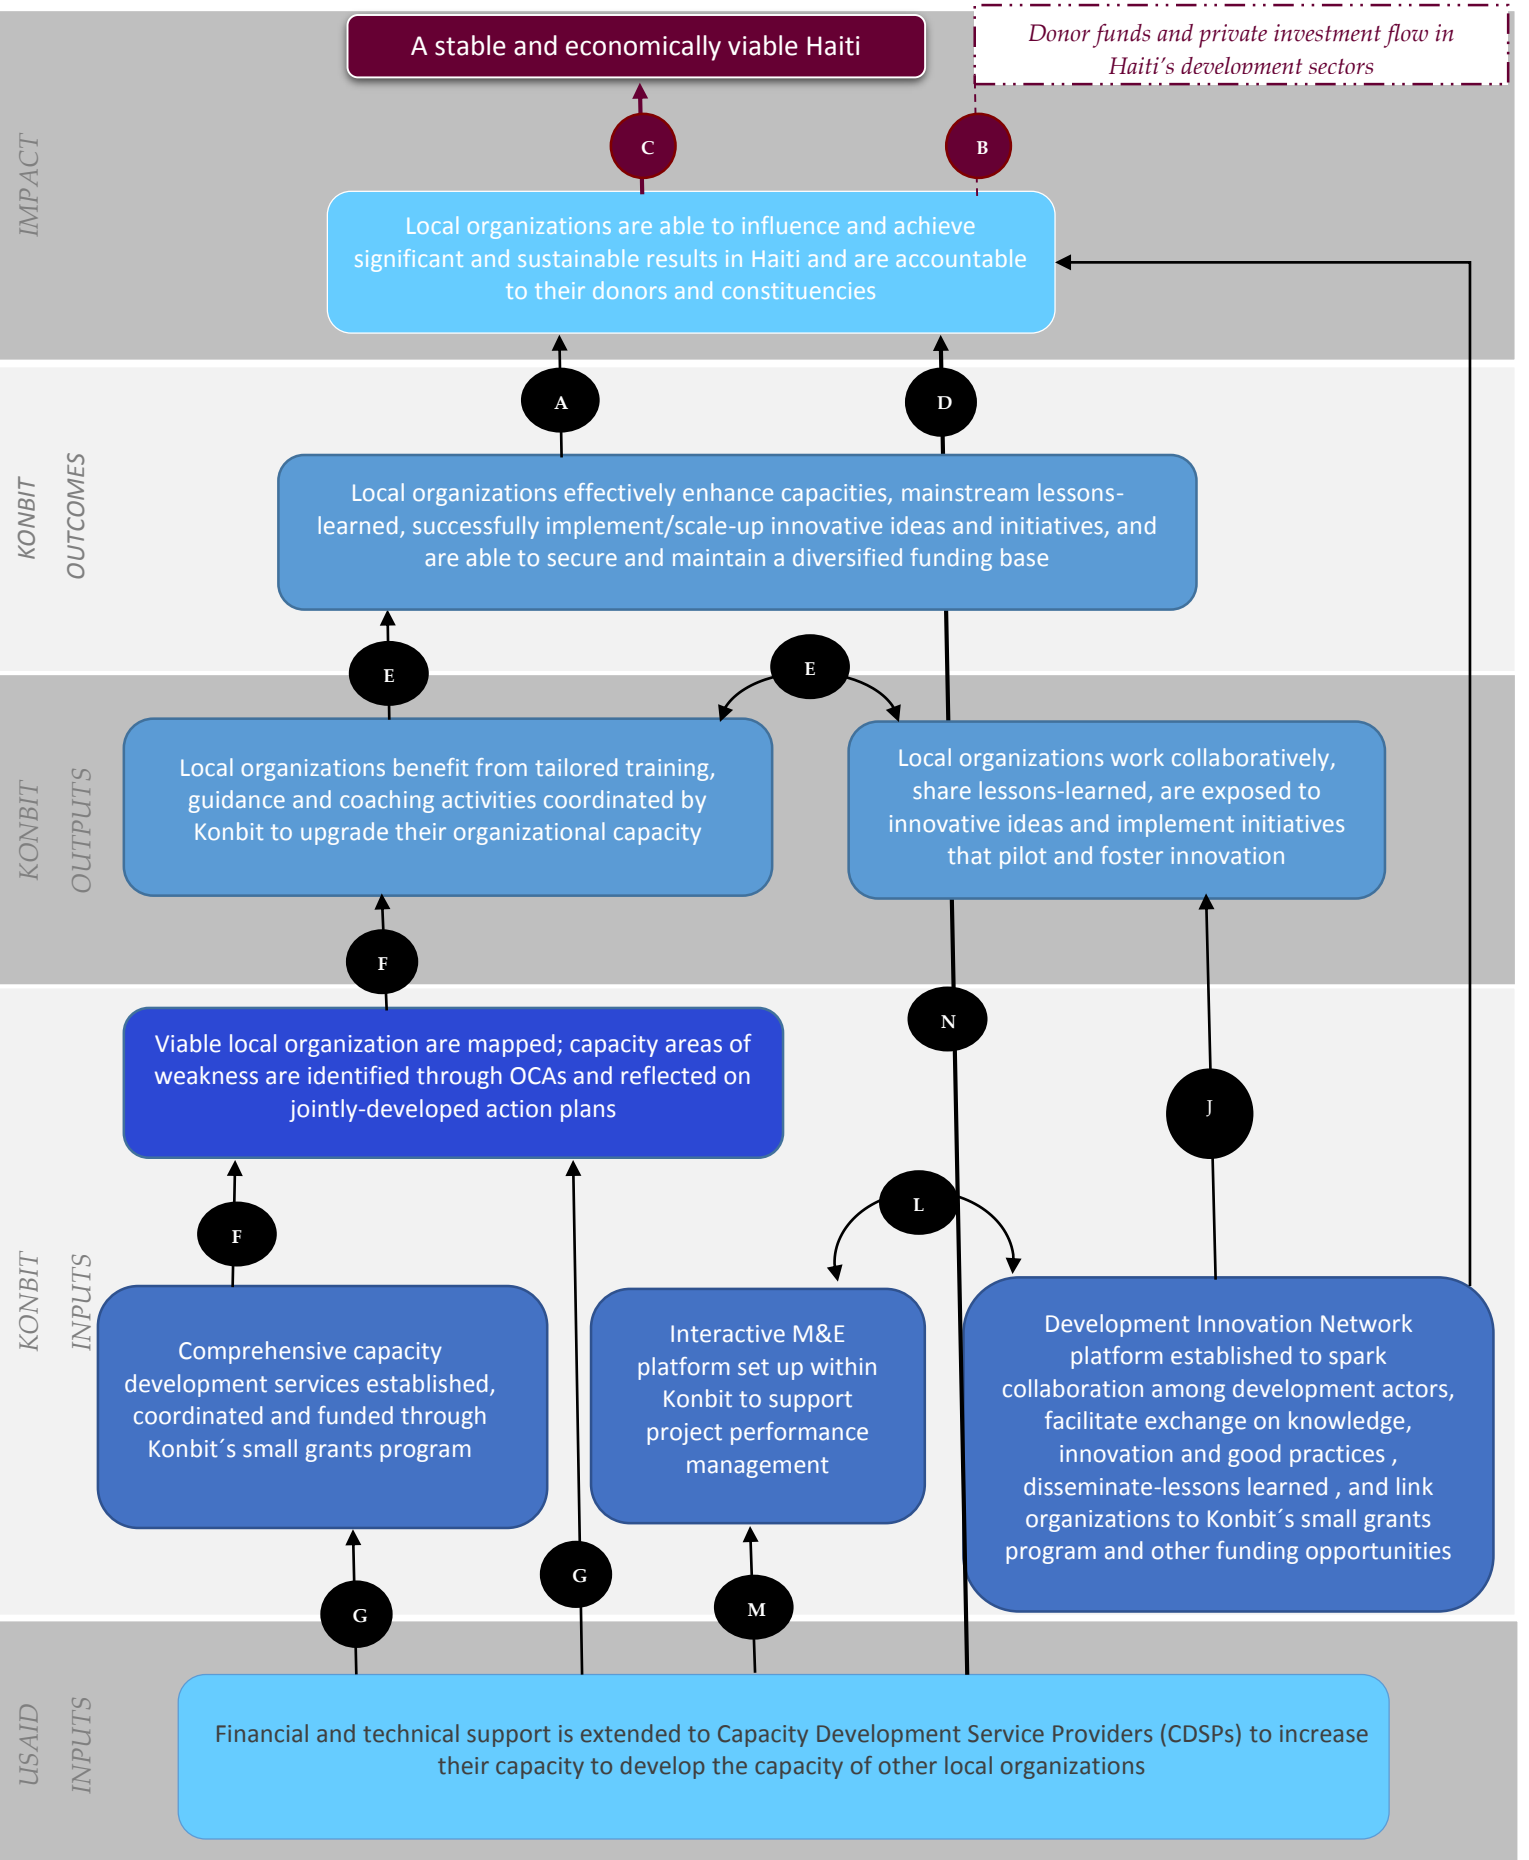 A stable and economically viable Haiti
Donor funds and private investment flow in
Haiti's development sectors
IMPACT
C
B
Local organizations are able to influence and achieve
significant and sustainable results in Haiti and are accountable
to their donors and constituencies
A
D
KONBIT
OUTCOMES
Local organizations effectively enhance capacities, mainstream lessons-
learned, successfully implement/scale-up innovative ideas and initiatives, and
are able to secure and maintain a diversified funding base
E
E
KONBIT
OUTPUTS
Local organizations benefit from tailored training,
guidance and coaching activities coordinated by
Konbit to upgrade their organizational capacity
Local organizations work collaboratively,
share lessons-learned, are exposed to
innovative ideas and implement initiatives
that pilot and foster innovation
F
N
Viable local organization are mapped; capacity areas of
weakness are identified through OCAs and reflected on
jointly-developed action plans
J
L
F
KONBIT
INPUTS
Comprehensive capacity
development services established,
coordinated and funded through
Konbit´s small grants program
Interactive M&E
platform set up within
Konbit to support
project performance
management
Development Innovation Network
platform established to spark
collaboration among development actors,
facilitate exchange on knowledge,
innovation and good practices ,
disseminate-lessons learned , and link
organizations to Konbit´s small grants
program and other funding opportunities
G
G
M
USAID
INPUTS
Financial and technical support is extended to Capacity Development Service Providers (CDSPs) to increase
their capacity to develop the capacity of other local organizations